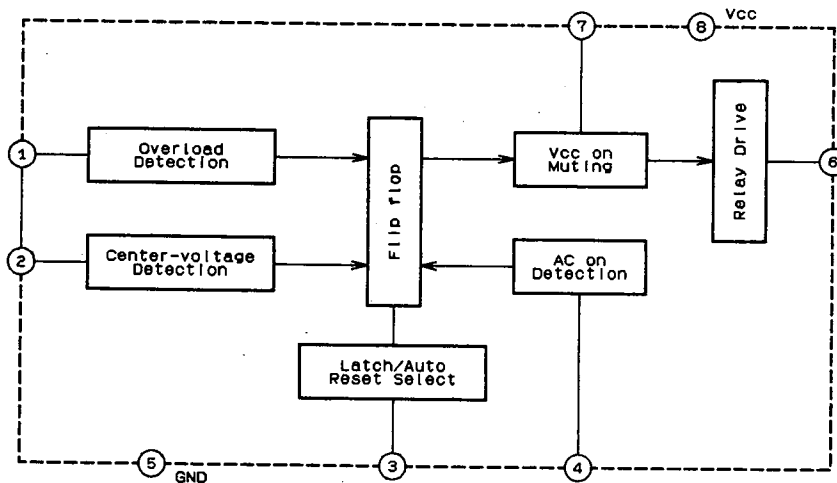 7
8
Vcc
1
Overload
Detection
Flip flop
Vcc on
Muting
Relay Drive
6
2
Center-voltage
Detection
AC on
Detection
Latch/Auto
Reset Select
5
GND
3
4